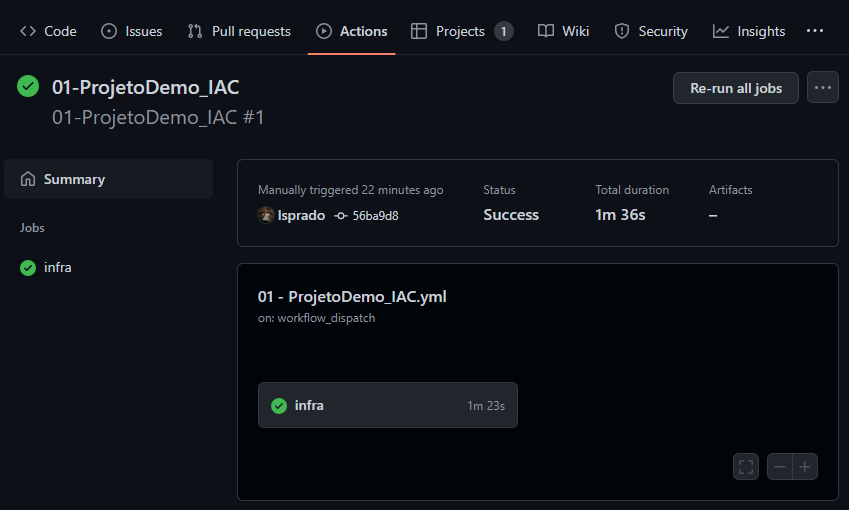 Code Issues Pull requests Actions Projects 1 Wiki Security Insights ...
01-ProjetoDemo_IAC
01-ProjetoDemo_IAC #1
Re-run all jobs ...
Summary
Jobs
infra
Manually triggered 22 minutes ago Status Total duration Artifacts
lsprado 56ba9d8 Success 1m 36s –
01 - ProjetoDemo_IAC.yml
on: workflow_dispatch
infra 1m 23s